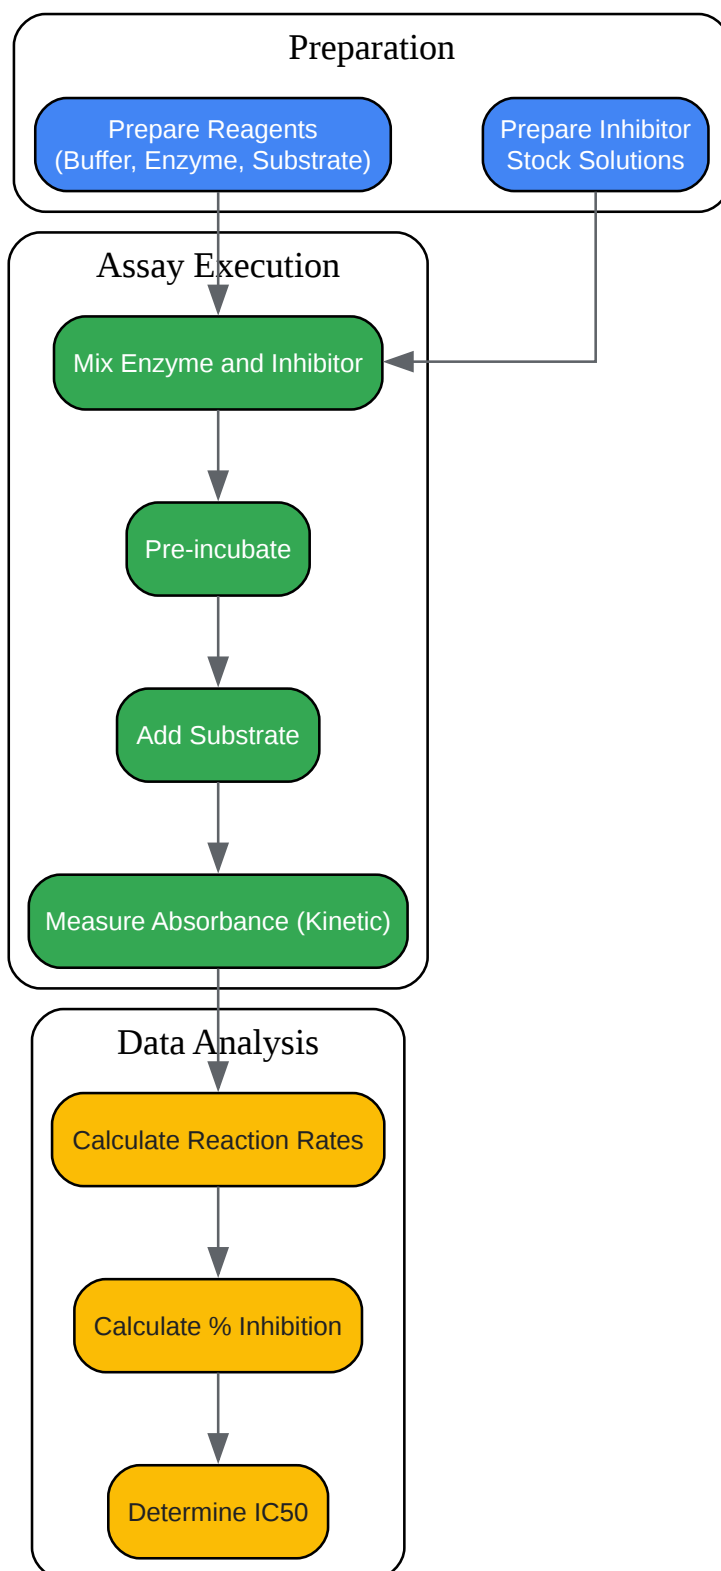 Preparation
Prepare Reagents
(Buffer, Enzyme, Substrate)
Prepare Inhibitor
Stock Solutions
Assay Execution
Mix Enzyme and Inhibitor
Pre-incubate
Add Substrate
Measure Absorbance (Kinetic)
Data Analysis
Calculate Reaction Rates
Calculate % Inhibition
Determine IC50